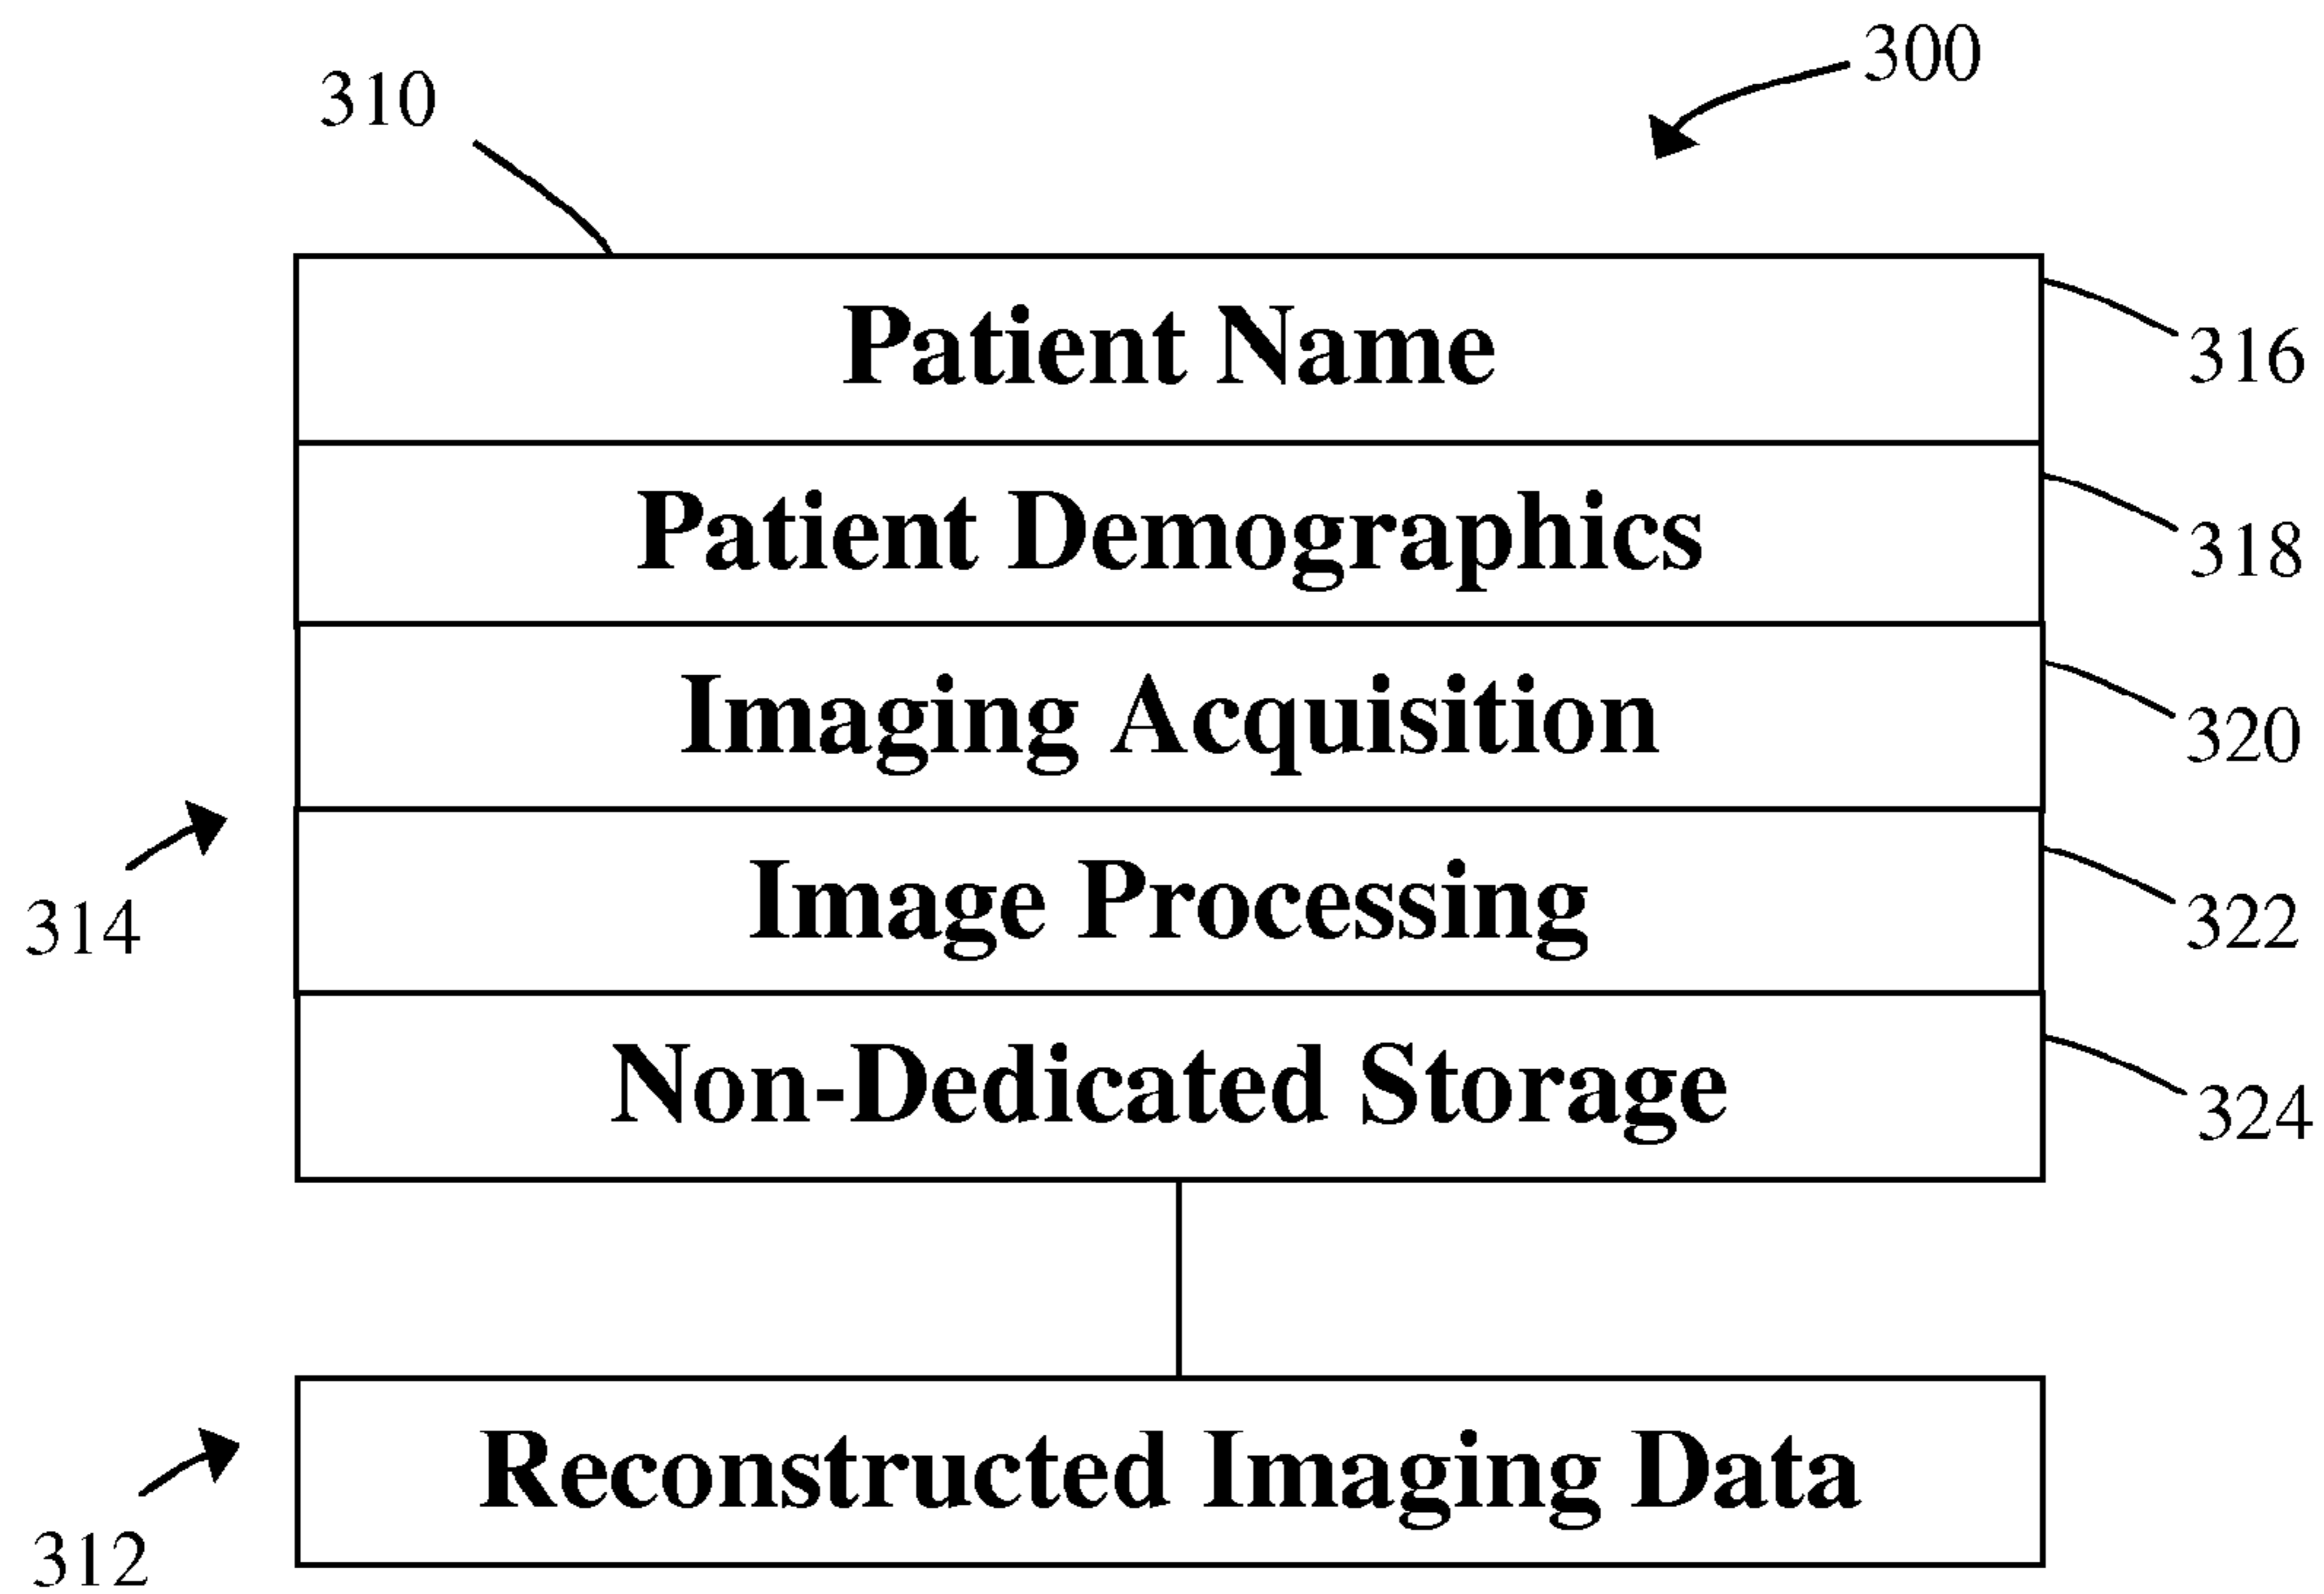 300
310
Patient Name
316
Patient Demographics
318
Imaging Acquisition
320
314
Image Processing
322
Non-Dedicated Storage
324
Reconstructed Imaging Data
312